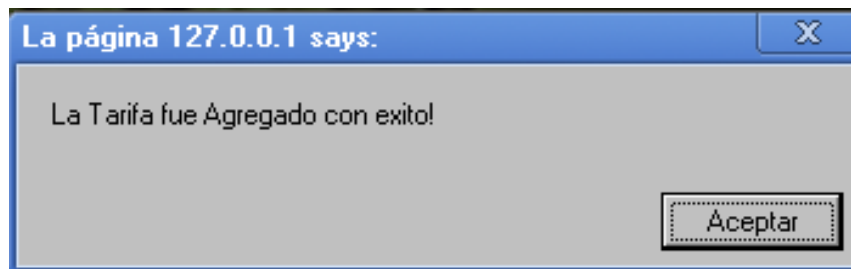 La página 127.0.0.1 says:
La Tarifa fue Agregado con exito!
Aceptar